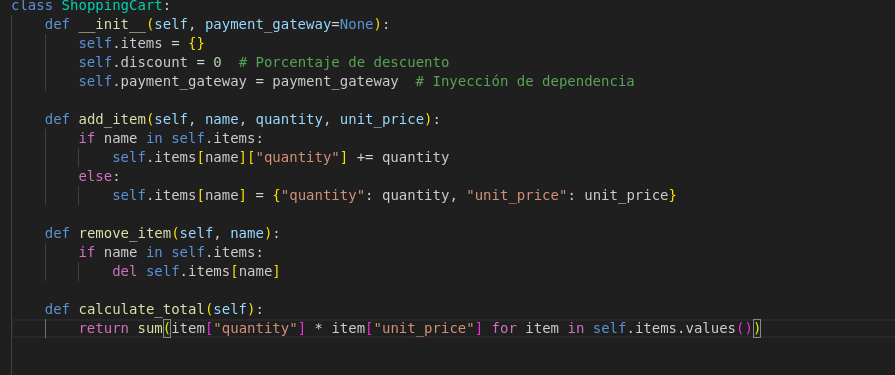 class ShoppingCart:
    def __init__(self, payment_gateway=None):
        self.items = {}
        self.discount = 0  # Porcentaje de descuento
        self.payment_gateway = payment_gateway  # Inyección de dependencia

    def add_item(self, name, quantity, unit_price):
        if name in self.items:
            self.items[name]["quantity"] += quantity
        else:
            self.items[name] = {"quantity": quantity, "unit_price": unit_price}

    def remove_item(self, name):
        if name in self.items:
            del self.items[name]

    def calculate_total(self):
        return sum(item["quantity"] * item["unit_price"] for item in self.items.values())